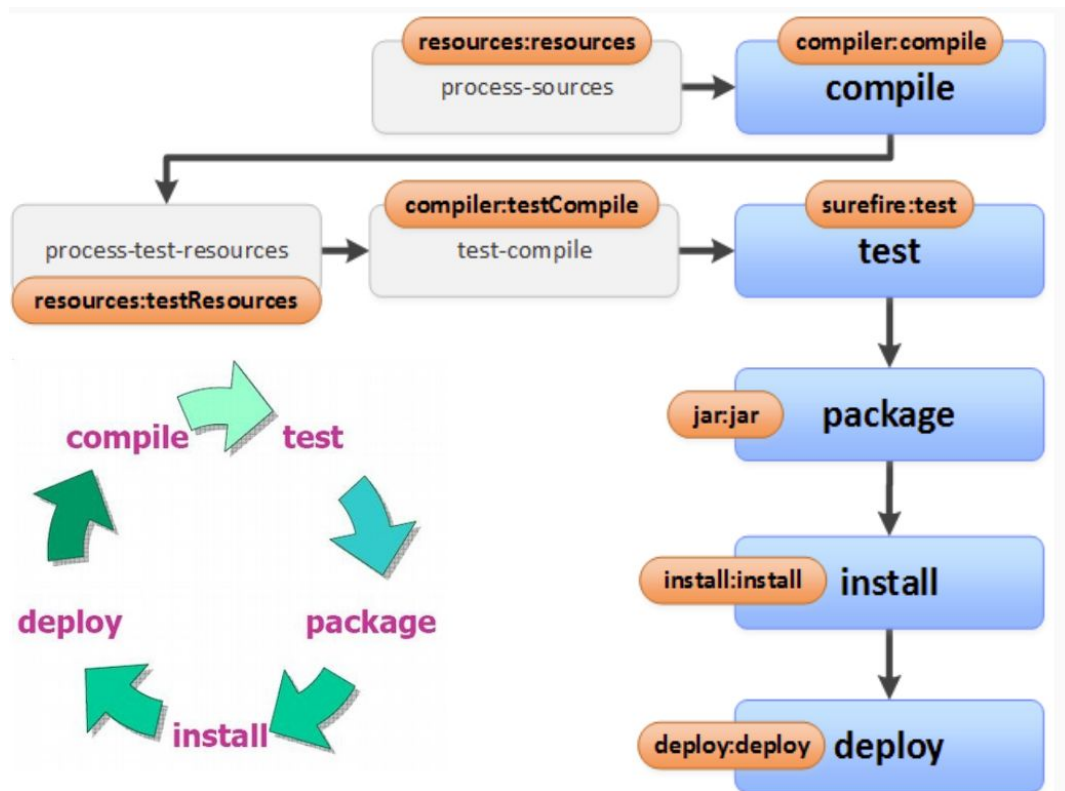 resources:resources
process-sources
compiler:compile
compile
process-test-resources
resources:testResources
compiler:testCompile
test-compile
surefire:test
test
jar:jar
package
install:install
install
deploy:deploy
deploy
compile
test
package
install
deploy